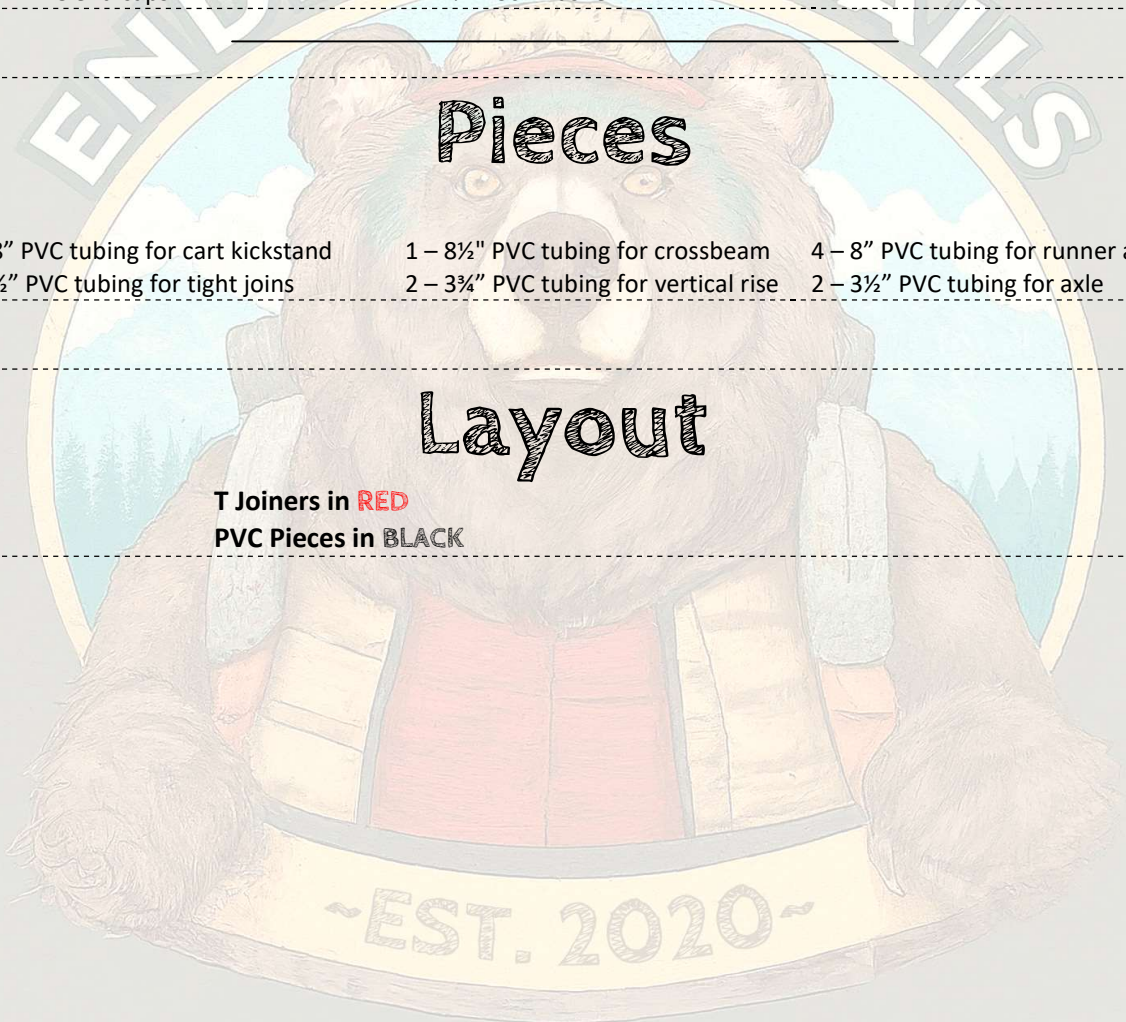 END AILS
Pieces
” PVC tubing for cart kickstand 1 – 8½" PVC tubing for crossbeam 4 – 8” PVC tubing for runner
½” PVC tubing for tight joins 2 – 3¾” PVC tubing for vertical rise 2 – 3½” PVC tubing for axle
Layout
T Joiners in RED
PVC Pieces in BLACK
~EST. 2020~